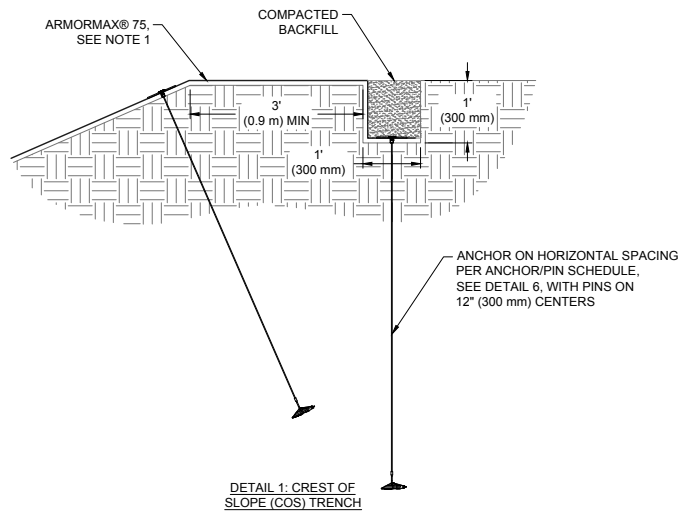 ARMORMAX® 75,
SEE NOTE 1
COMPACTED
BACKFILL
3'
(0.9 m) MIN
1'
(300 mm)
1'
(300 mm)
ANCHOR ON HORIZONTAL SPACING
PER ANCHOR/PIN SCHEDULE,
SEE DETAIL 6, WITH PINS ON
12" (300 mm) CENTERS
DETAIL 1: CREST OF
SLOPE (COS) TRENCH